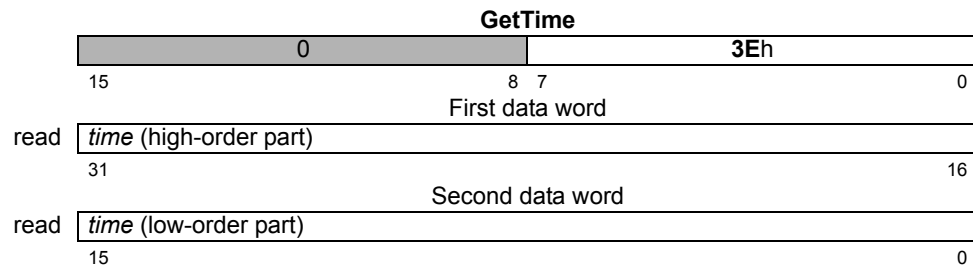 GetTime
0 3Eh
15 8 7 0
First data word
read time (high-order part)
31 16
Second data word
read time (low-order part)
15 0